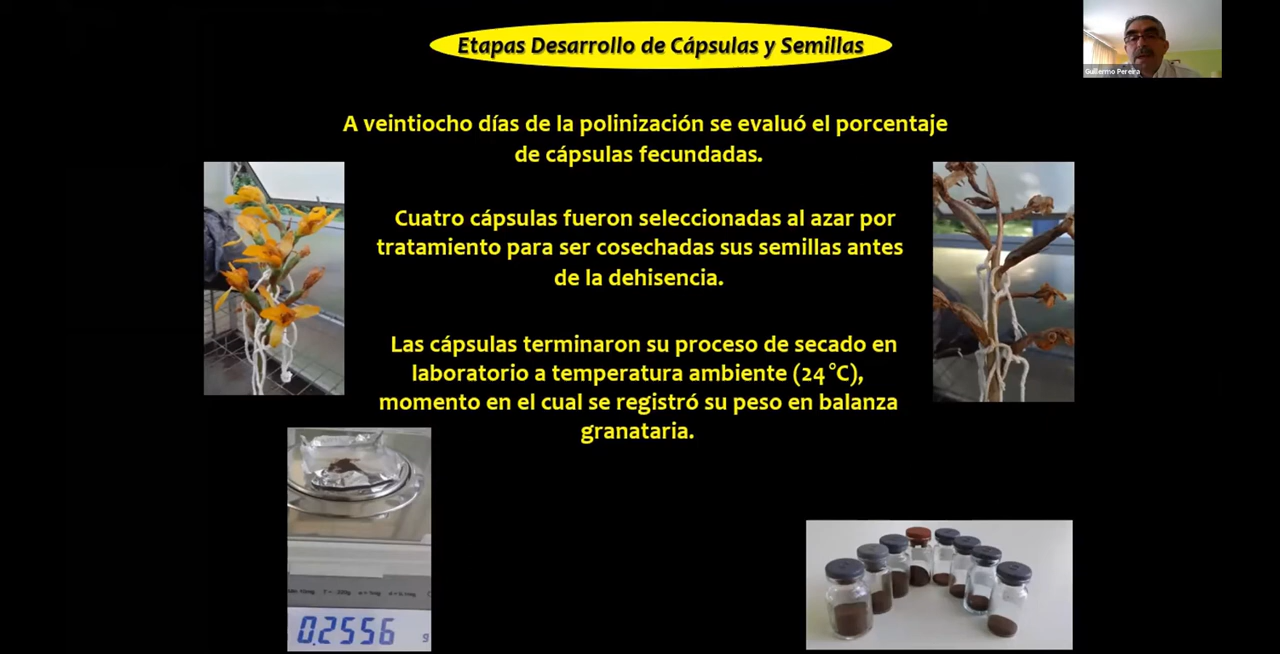 Etapas Desarrollo de Cápsulas y Semillas
Guillermo Pereira
A veintiocho días de la polinización se evaluó el porcentaje
de cápsulas fecundadas.
Cuatro cápsulas fueron seleccionadas al azar por
tratamiento para ser cosechadas sus semillas antes
de la dehisencia.
Las cápsulas terminaron su proceso de secado en
laboratorio a temperatura ambiente (24 °C),
momento en el cual se registró su peso en balanza
granataria.
0.2556 g